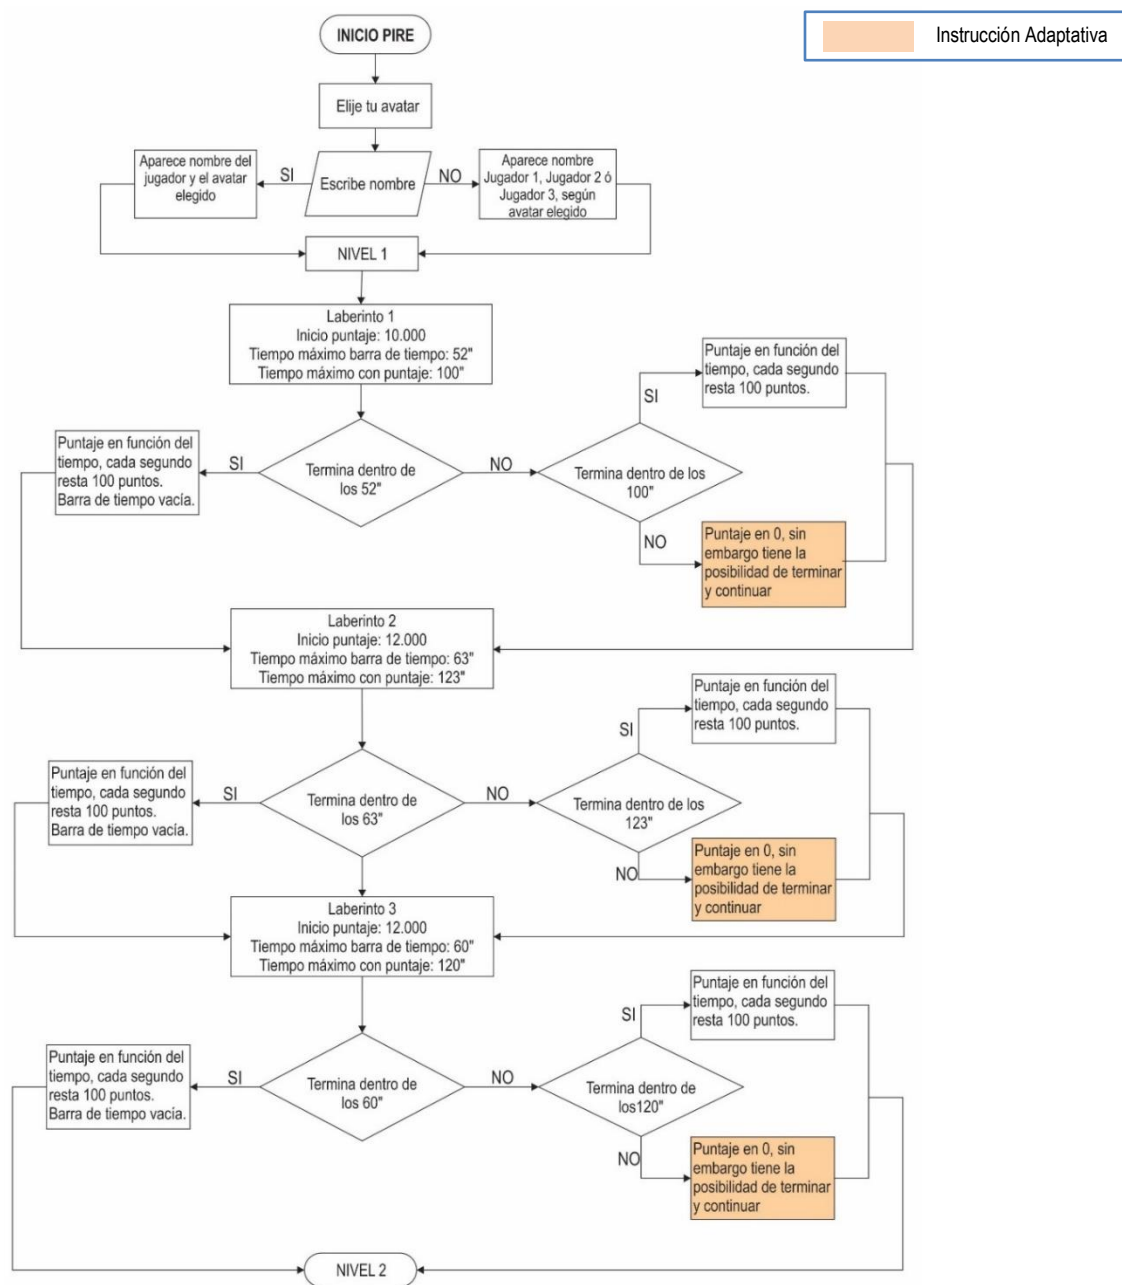 INICIO PIRE
Instrucción Adaptativa
Elije tu avatar
Aparece nombre del
jugador y el avatar
elegido
SI
Escribe nombre
NO
Aparece nombre
Jugador 1, Jugador 2 ó
Jugador 3, según
avatar elegido
NIVEL 1
Laberinto 1
Inicio puntaje: 10.000
Tiempo máximo barra de tiempo: 52"
Tiempo máximo con puntaje: 100"
Puntaje en función del
tiempo, cada segundo
resta 100 puntos.
SI
Puntaje en función del
tiempo, cada segundo
resta 100 puntos.
Barra de tiempo vacía.
SI
Termina dentro de
los 52"
NO
Termina dentro de los
100"
NO
Puntaje en 0, sin
embargo tiene la
posibilidad de terminar
y continuar
Laberinto 2
Inicio puntaje: 12.000
Tiempo máximo barra de tiempo: 63"
Tiempo máximo con puntaje: 123"
Puntaje en función del
tiempo, cada segundo
resta 100 puntos.
SI
Puntaje en función del
tiempo, cada segundo
resta 100 puntos.
Barra de tiempo vacía.
SI
Termina dentro de
los 63"
NO
Termina dentro de los
123"
NO
Puntaje en 0, sin
embargo tiene la
posibilidad de terminar
y continuar
Laberinto 3
Inicio puntaje: 12.000
Tiempo máximo barra de tiempo: 60"
Tiempo máximo con puntaje: 120"
Puntaje en función del
tiempo, cada segundo
resta 100 puntos.
SI
Puntaje en función del
tiempo, cada segundo
resta 100 puntos.
Barra de tiempo vacía.
SI
Termina dentro de
los 60"
NO
Termina dentro de
los120"
NO
Puntaje en 0, sin
embargo tiene la
posibilidad de terminar
y continuar
NIVEL 2